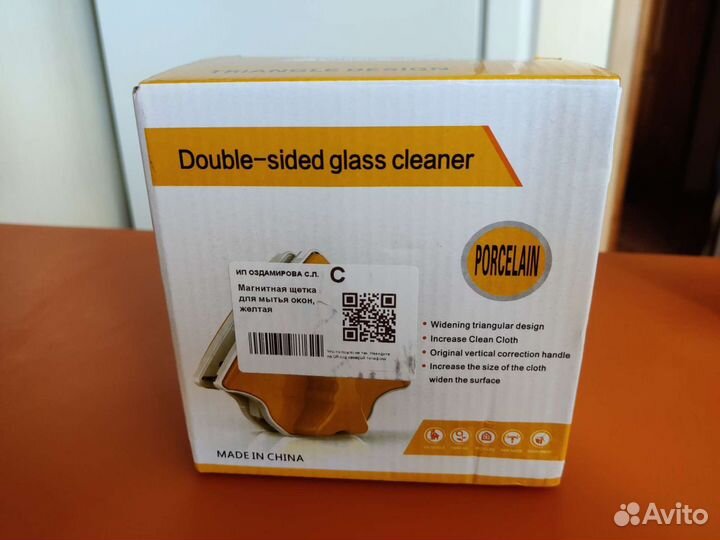 TRIANGLE DESIGN
Double-sided glass cleaner
PORCELAIN
ИП ОЗДАМИРОВА С.Л.
С
Магнитная щетка
для мытья окон,
желтая
• Widening triangular design
• Increase Clean Cloth
• Original vertical correction handle
• Increase the size of the cloth
widen the surface
MADE IN CHINA
Avito